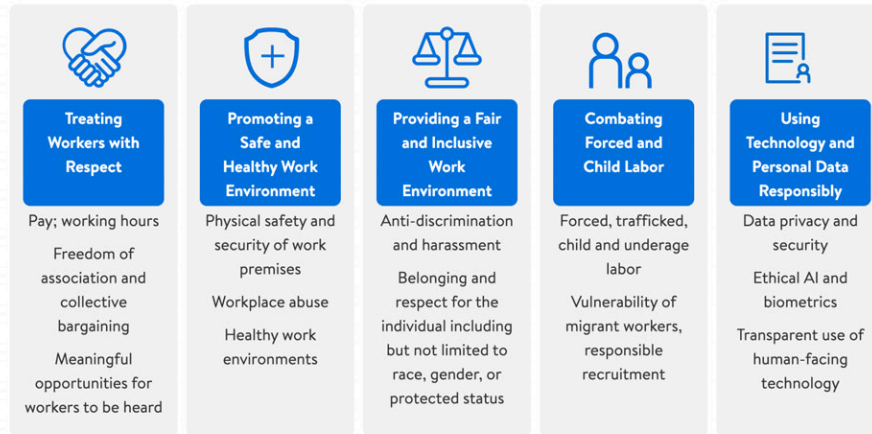 Treating
Workers with
Respect
Pay; working hours
Freedom of
association and
collective
bargaining
Meaningful
opportunities for
workers to be heard
Promoting a
Safe and
Healthy Work
Environment
Physical safety and
security of work
premises
Workplace abuse
Healthy work
environments
Providing a Fair
and Inclusive
Work
Environment
Anti-discrimination
and harassment
Belonging and
respect for the
individual including
but not limited to
race, gender, or
protected status
Combating
Forced and
Child Labor
Forced, trafficked,
child and underage
labor
Vulnerability of
migrant workers,
responsible
recruitment
Using
Technology and
Personal Data
Responsibly
Data privacy and
security
Ethical AI and
biometrics
Transparent use of
human-facing
technology